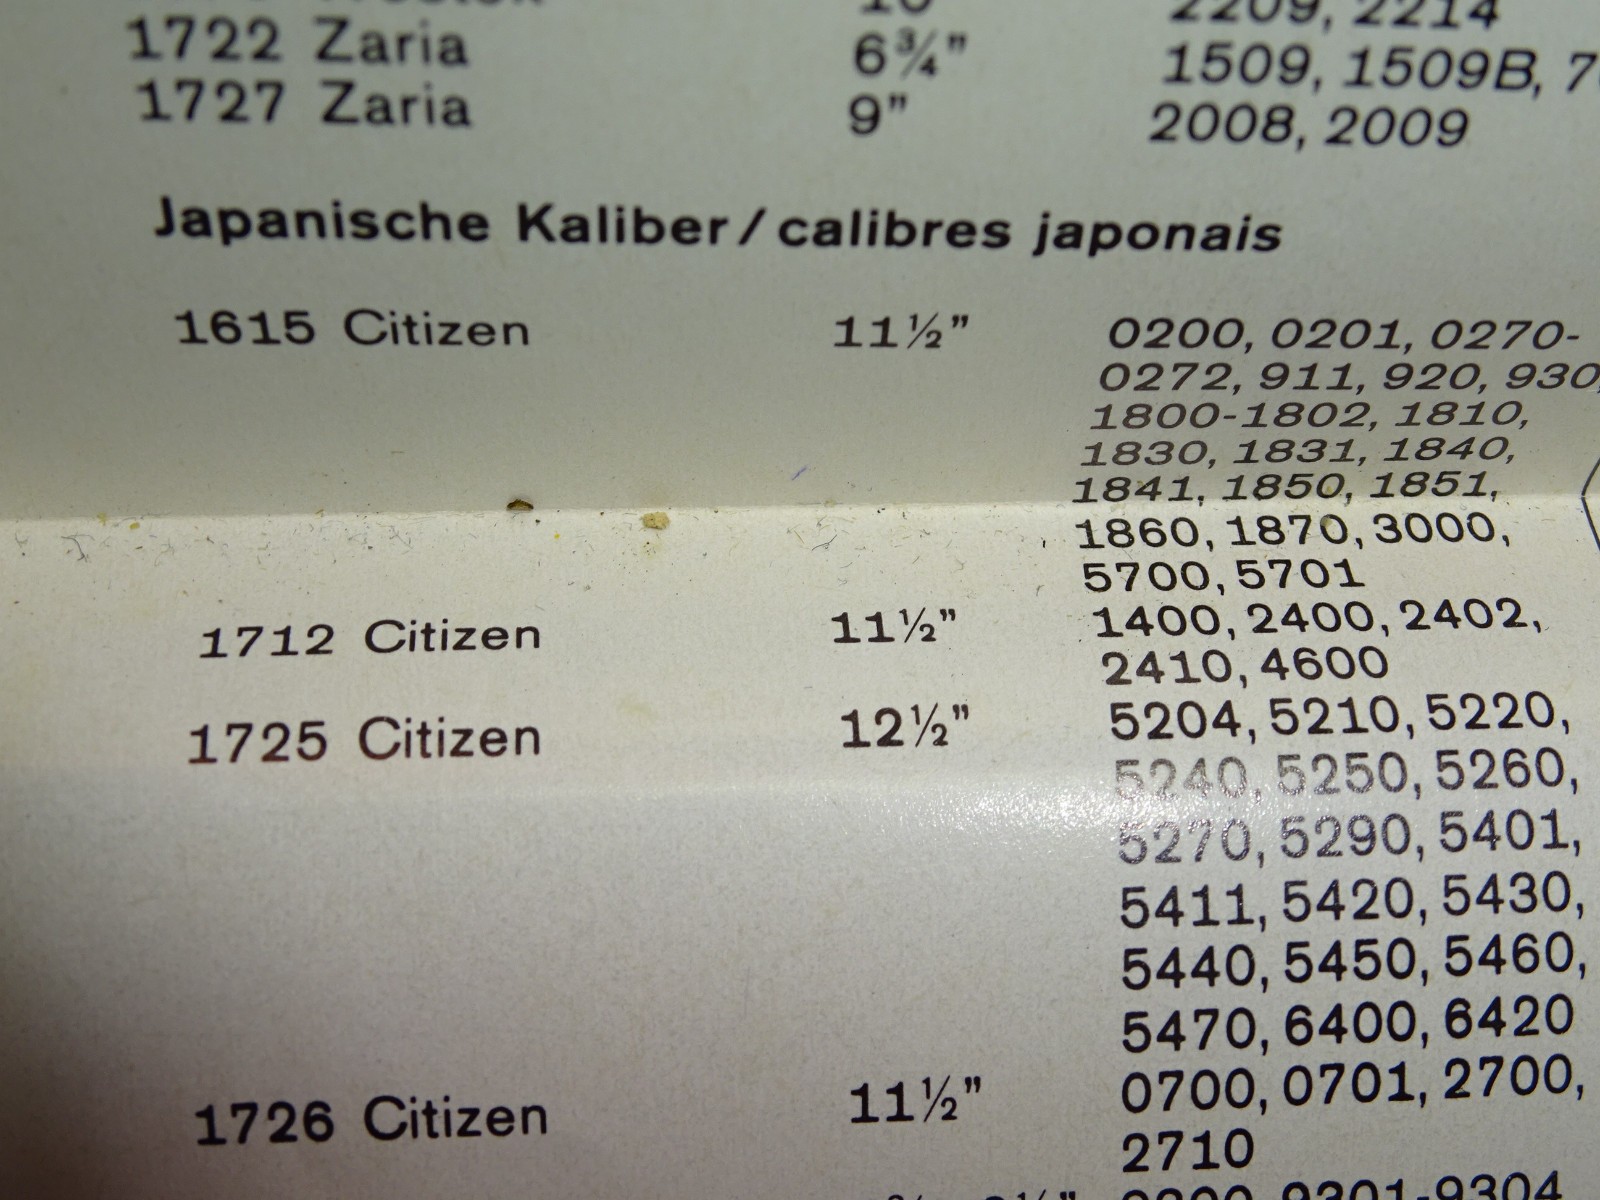 2209, 2214
1722 Zaria 6¾" 1509, 1509B,
1727 Zaria 9" 2008, 2009
Japanische Kaliber / calibres japonais
1615 Citizen 11½" 0200, 0201, 0270-
0272, 911, 920, 930,
1800-1802, 1810,
1830, 1831, 1840,
1841, 1850, 1851,
1860, 1870, 3000,
5700, 5701
1712 Citizen 11½" 1400, 2400, 2402,
2410, 4600
1725 Citizen 12½" 5204, 5210, 5220,
5240, 5250, 5260,
5270, 5290, 5401,
5411, 5420, 5430,
5440, 5450, 5460,
5470, 6400, 6420
1726 Citizen 11½" 0700, 0701, 2700,
2710
9301-9304